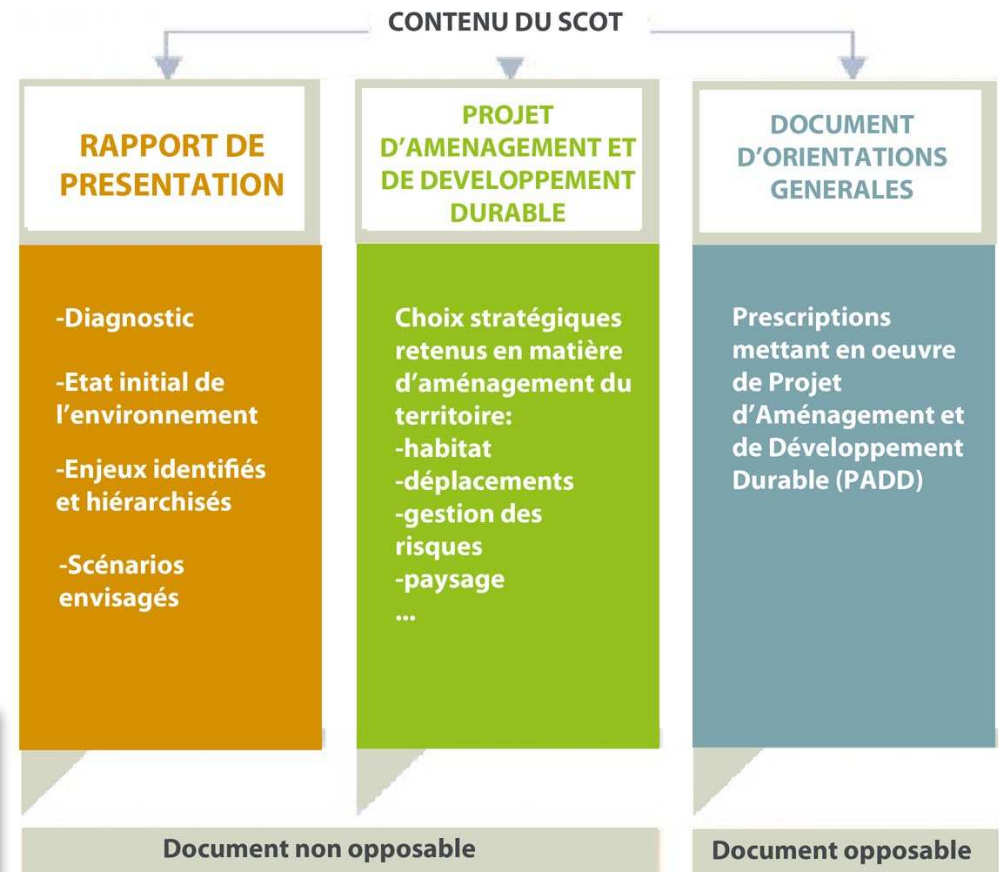 CONTENU DU SCOT
RAPPORT DE
PRESENTATION
-Diagnostic
-Etat initial de
l’environnement
-Enjeux identifiés
et hiérarchisés
-Scénarios
envisagés
PROJET
D’AMENAGEMENT ET
DE DEVELOPPEMENT
DURABLE
Choix stratégiques
retenus en matière
d’aménagement du
territoire:
-habitat
-déplacements
-gestion des
risques
-paysage
...
DOCUMENT
D’ORIENTATIONS
GENERALES
Prescriptions
mettant en oeuvre
de Projet
d’Aménagement et
de Développement
Durable (PADD)
Document non opposable
Document opposable